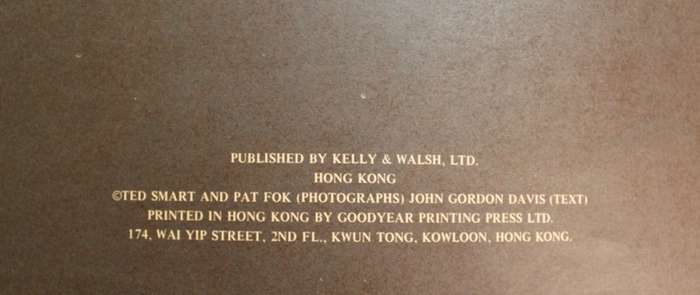 PUBLISHED BY KELLY & WALSH, LTD.
HONG KONG
©TED SMART AND PAT FOK (PHOTOGRAPHS) JOHN GORDON DAVIS (TEXT)
PRINTED IN HONG KONG BY GOODYEAR PRINTING PRESS LTD.
174, WAI YIP STREET, 2ND FL., KWUN TONG, KOWLOON, HONG KONG.